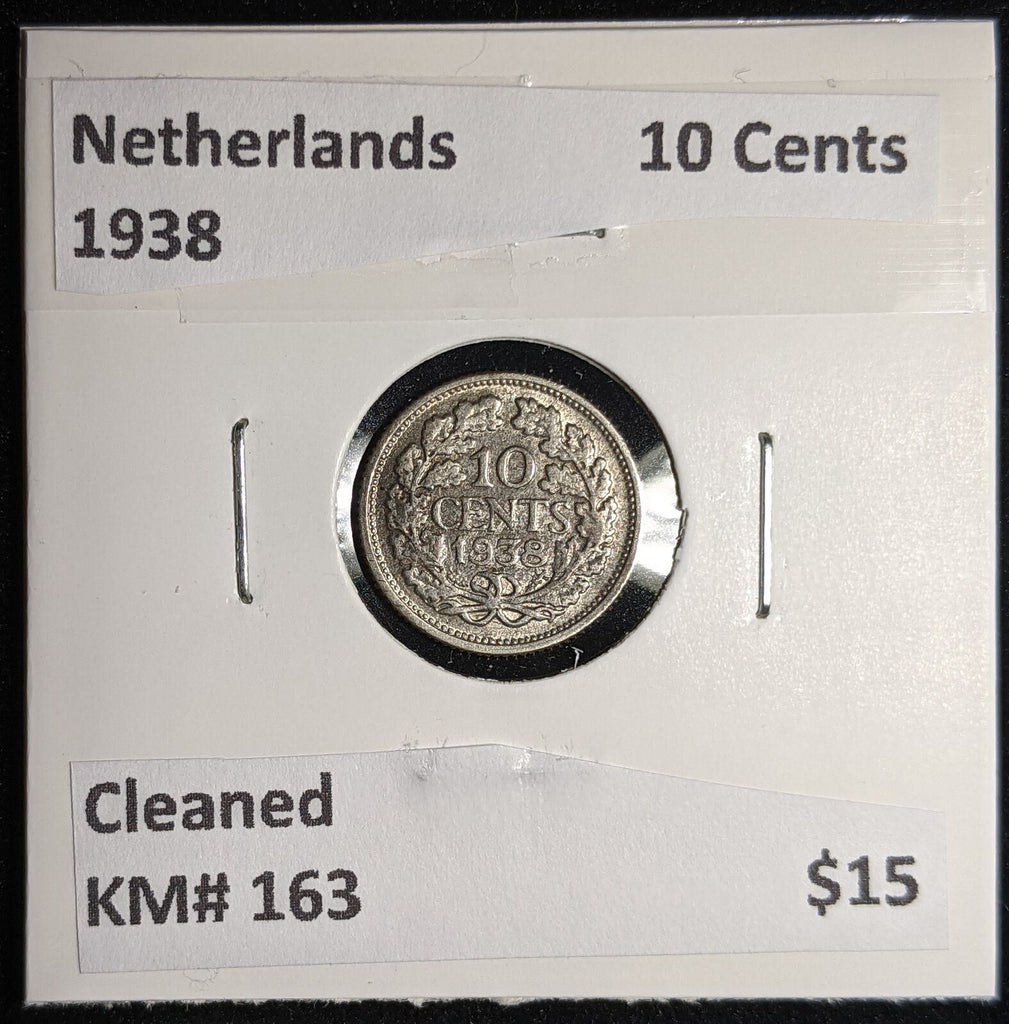 Netherlands 10 Cents
1938
10
CENTS
1938
Cleaned
KM# 163 $15